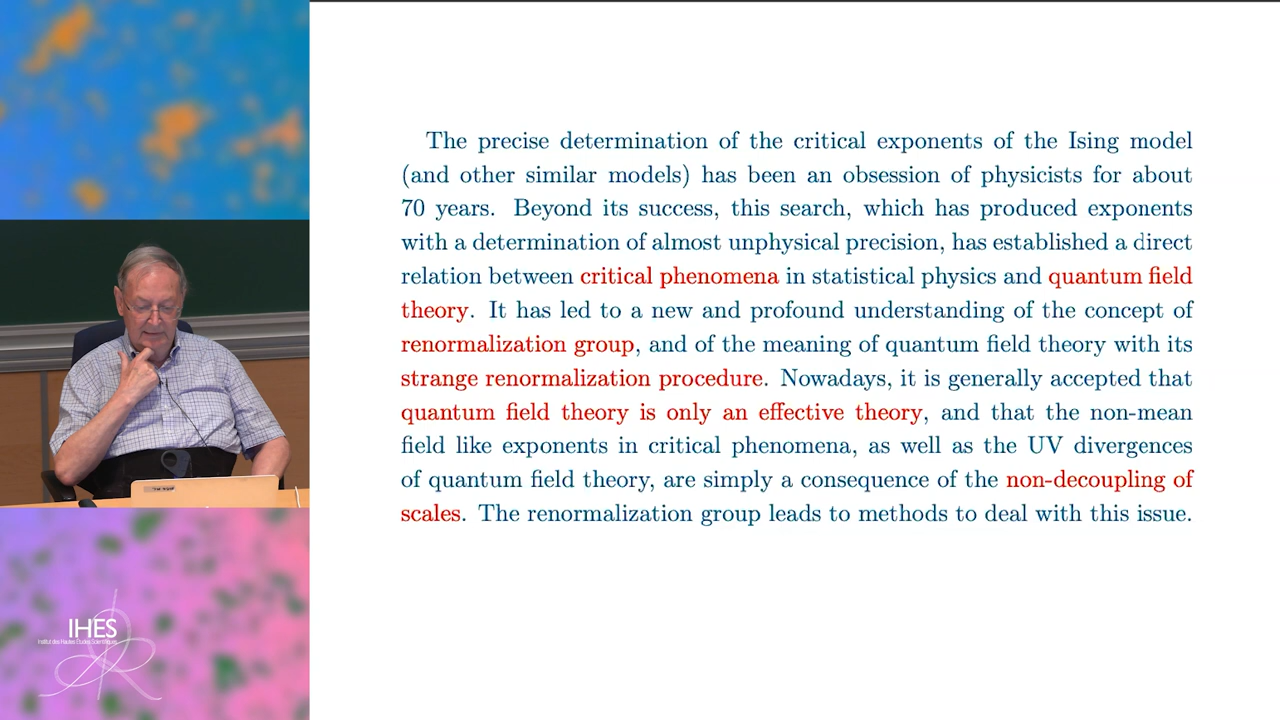 The precise determination of the critical exponents of the Ising model
(and other similar models) has been an obsession of physicists for about
70 years. Beyond its success, this search, which has produced exponents
with a determination of almost unphysical precision, has established a direct
relation between critical phenomena in statistical physics and quantum field
theory. It has led to a new and profound understanding of the concept of
renormalization group, and of the meaning of quantum field theory with its
strange renormalization procedure. Nowadays, it is generally accepted that
quantum field theory is only an effective theory, and that the non-mean
field like exponents in critical phenomena, as well as the UV divergences
of quantum field theory, are simply a consequence of the non-decoupling of
scales. The renormalization group leads to methods to deal with this issue.
IHES
Institut des Hautes Études Scientifiques